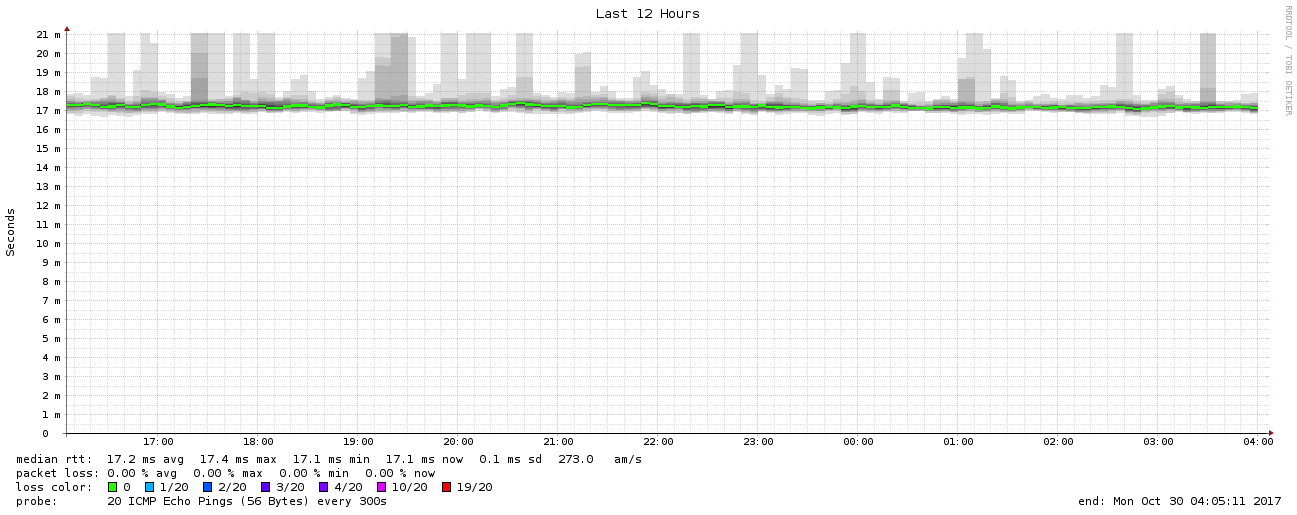 Last 12 Hours
RRDTOOL / TOBI OETIKER
Seconds
21 m
20 m
19 m
18 m
17 m
16 m
15 m
14 m
13 m
12 m
11 m
10 m
9 m
8 m
7 m
6 m
5 m
4 m
3 m
2 m
1 m
0
17:00 18:00 19:00 20:00 21:00 22:00 23:00 00:00 01:00 02:00 03:00 04:00
median rtt: 17.2 ms avg 17.4 ms max 17.1 ms min 17.1 ms now 0.1 ms sd 273.0 am/s
packet loss: 0.00 % avg 0.00 % max 0.00 % min 0.00 % now
loss color: 0 1/20 2/20 3/20 4/20 10/20 19/20
probe: 20 ICMP Echo Pings (56 Bytes) every 300s end: Mon Oct 30 04:05:11 2017